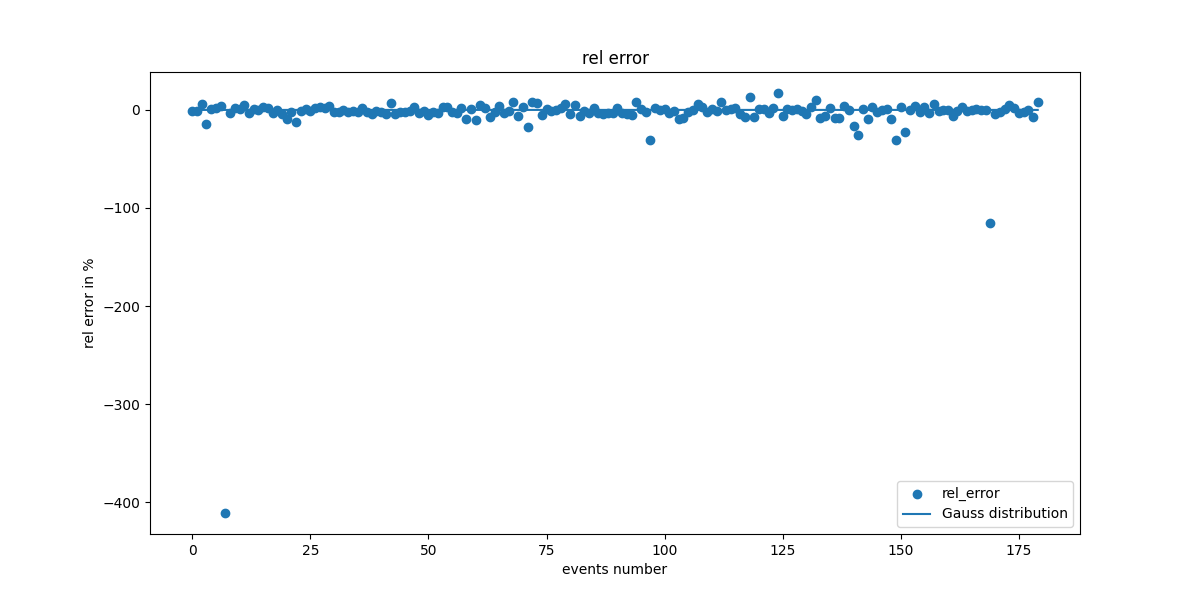 rel error
rel error in %
0
−100
−200
−300
−400
0
25
50
75
100
125
150
175
events number
rel_error
Gauss distribution